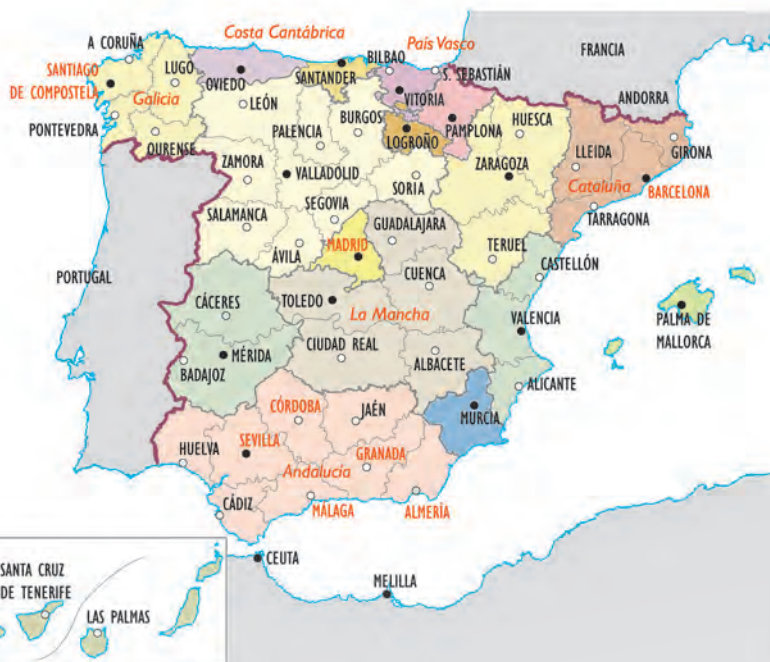 Costa Cantábrica
País Vasco
A CORUÑA
BILBAO
FRANCIA
SANTIAGO
DE COMPOSTELA
LUGO
OVIEDO
SANTANDER
S. SEBASTIÁN
ANDORRA
Galicia
LEÓN
VITORIA
PONTEVEDRA
BURGOS
PAMPLONA
HUESCA
PALENCIA
LOGROÑO
GIRONA
OURENSE
LLEIDA
ZAMORA
VALLADOLID
ZARAGOZA
SORIA
Cataluña
BARCELONA
SALAMANCA
SEGOVIA
TARRAGONA
GUADALAJARA
MADRID
ÁVILA
TERUEL
CASTELLÓN
PORTUGAL
CUENCA
CÁCERES
TOLEDO
La Mancha
VALENCIA
PALMA DE
MALLORCA
CIUDAD REAL
MÉRIDA
ALBACETE
BADAJOZ
ALICANTE
CÓRDOBA
JAÉN
MURCIA
HUELVA
SEVILLA
GRANADA
Andalucía
CÁDIZ
MÁLAGA
ALMERÍA
CEUTA
SANTA CRUZ
DE TENERIFE
MELILLA
LAS PALMAS